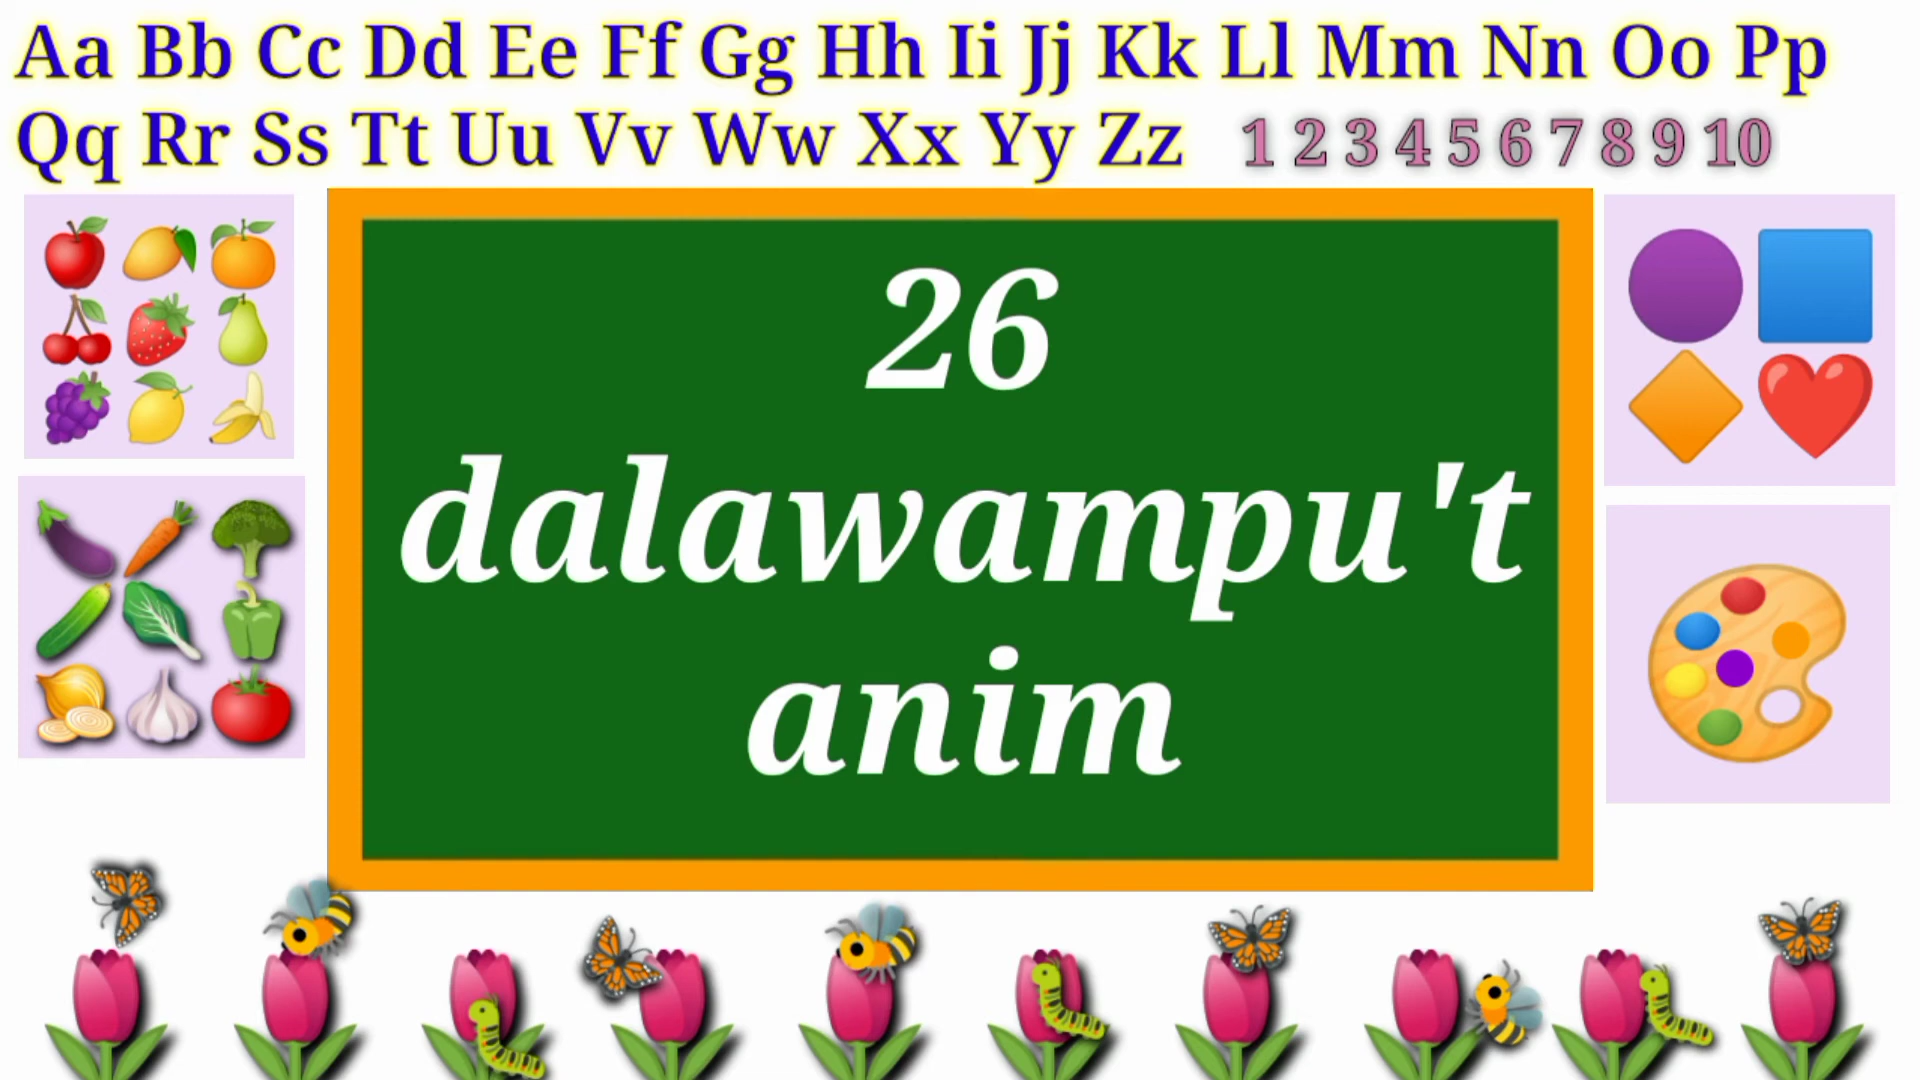 Aa Bb Cc Dd Ee Ff Gg Hh Ii Jj Kk Ll Mm Nn Oo Pp
Qq Rr Ss Tt Uu Vv Ww Xx Yy Zz 1 2 3 4 5 6 7 8 9 10
26
dalawampu't
anim